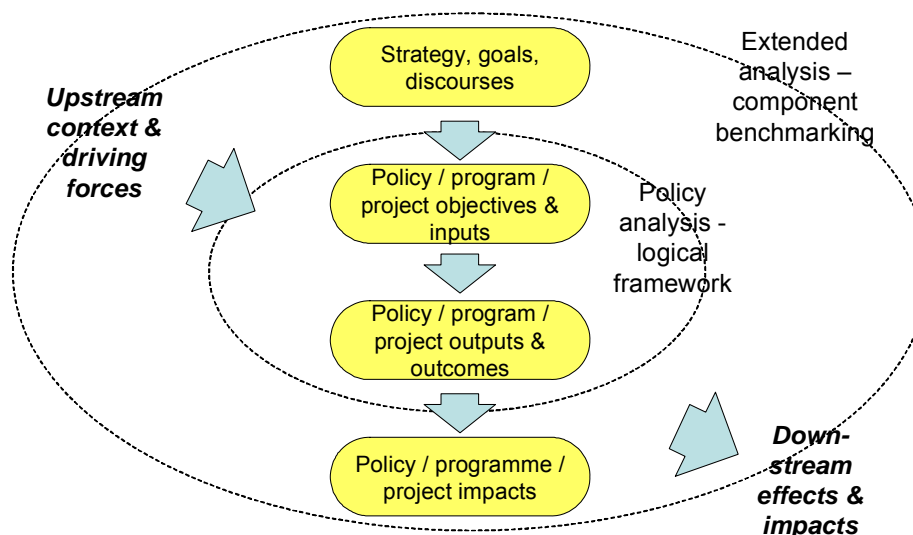 Strategy, goals,
discourses
Extended
analysis –
component
benchmarking
Upstream
context &
driving
forces
Policy / program /
project objectives &
inputs
Policy
analysis -
logical
framework
Policy / program /
project outputs &
outcomes
Policy / programme /
project impacts
Down-
stream
effects &
impacts